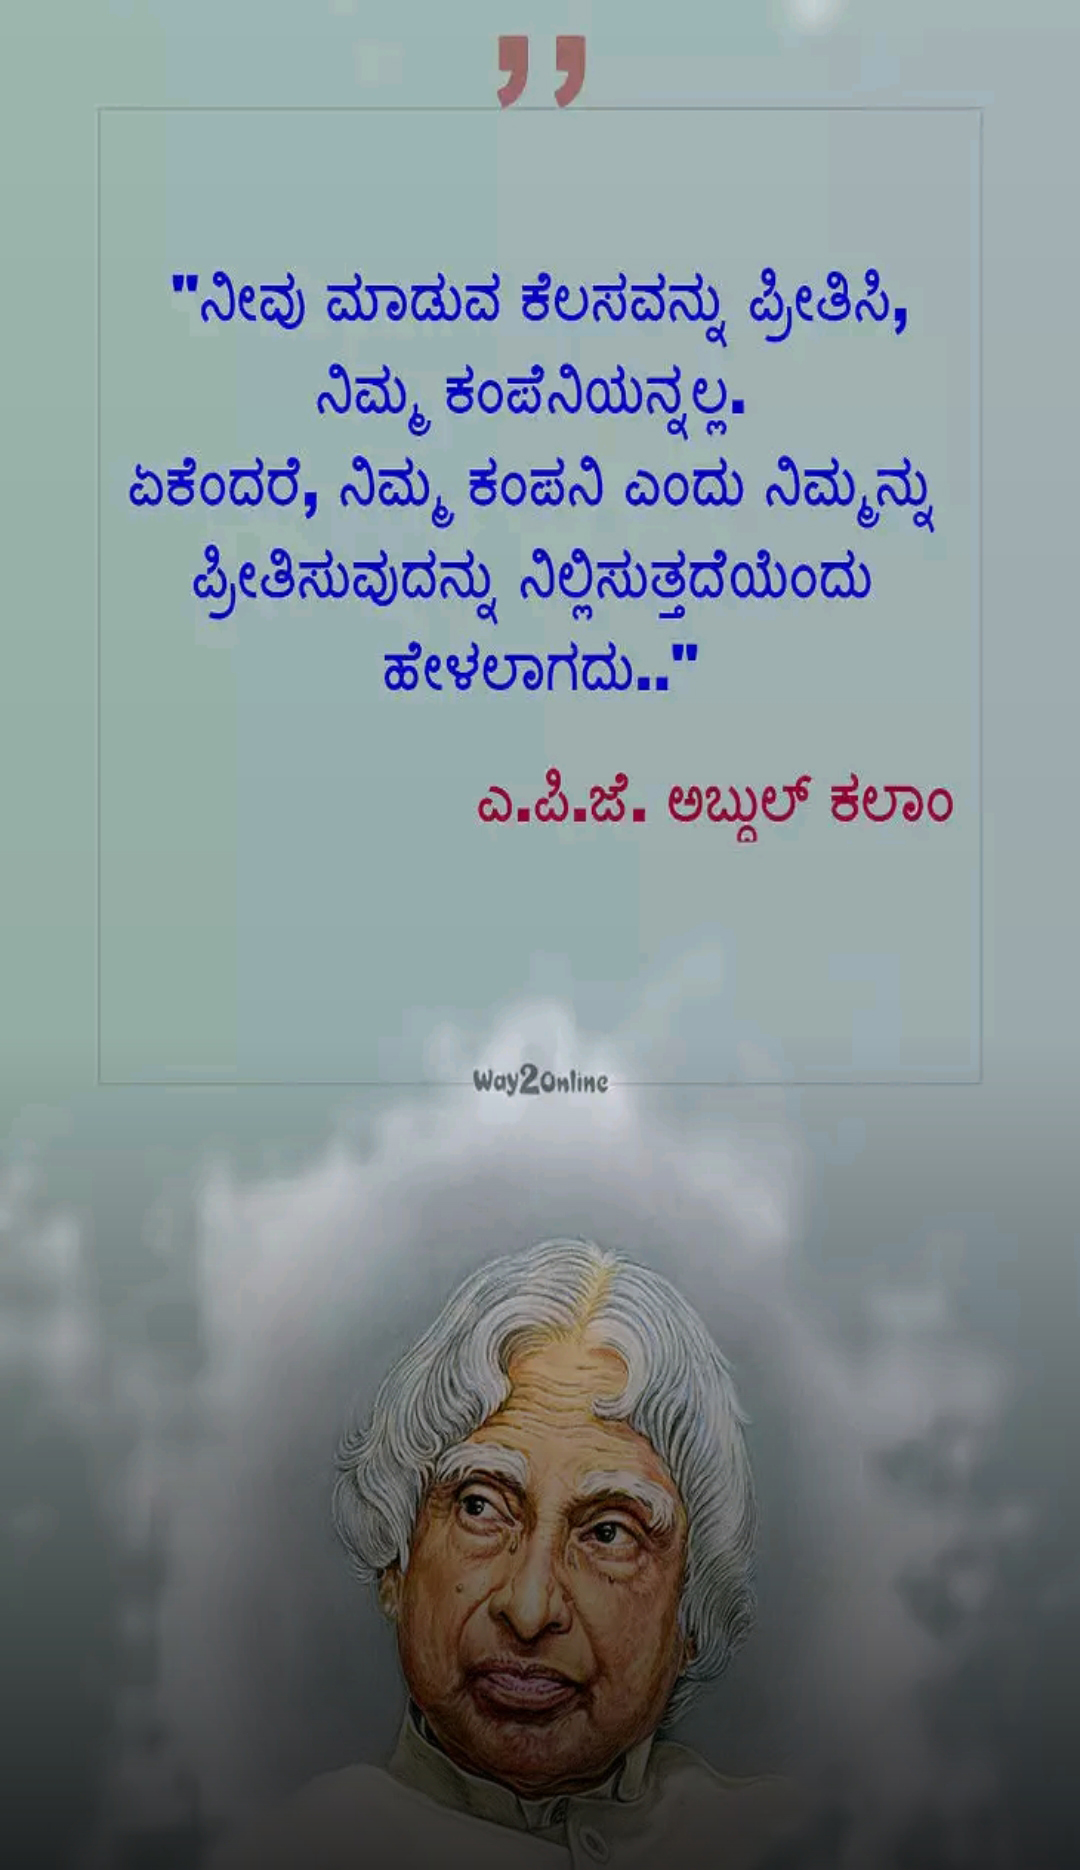 "ನೀವು ಮಾಡುವ ಕೆಲಸವನ್ನು ಪ್ರೀತಿಸಿ,
ನಿಮ್ಮ ಕಂಪೆನಿಯನ್ನಲ್ಲ.
ಏಕೆಂದರೆ, ನಿಮ್ಮ ಕಂಪನಿ ಎಂದು ನಿಮ್ಮನ್ನು
ಪ್ರೀತಿಸುವುದನ್ನು ನಿಲ್ಲಿಸುತ್ತದೆಯೆಂದು
ಹೇಳಲಾಗದು.."
ಎ.ಪಿ.ಜೆ. ಅಬ್ದುಲ್ ಕಲಾಂ
Way2Online